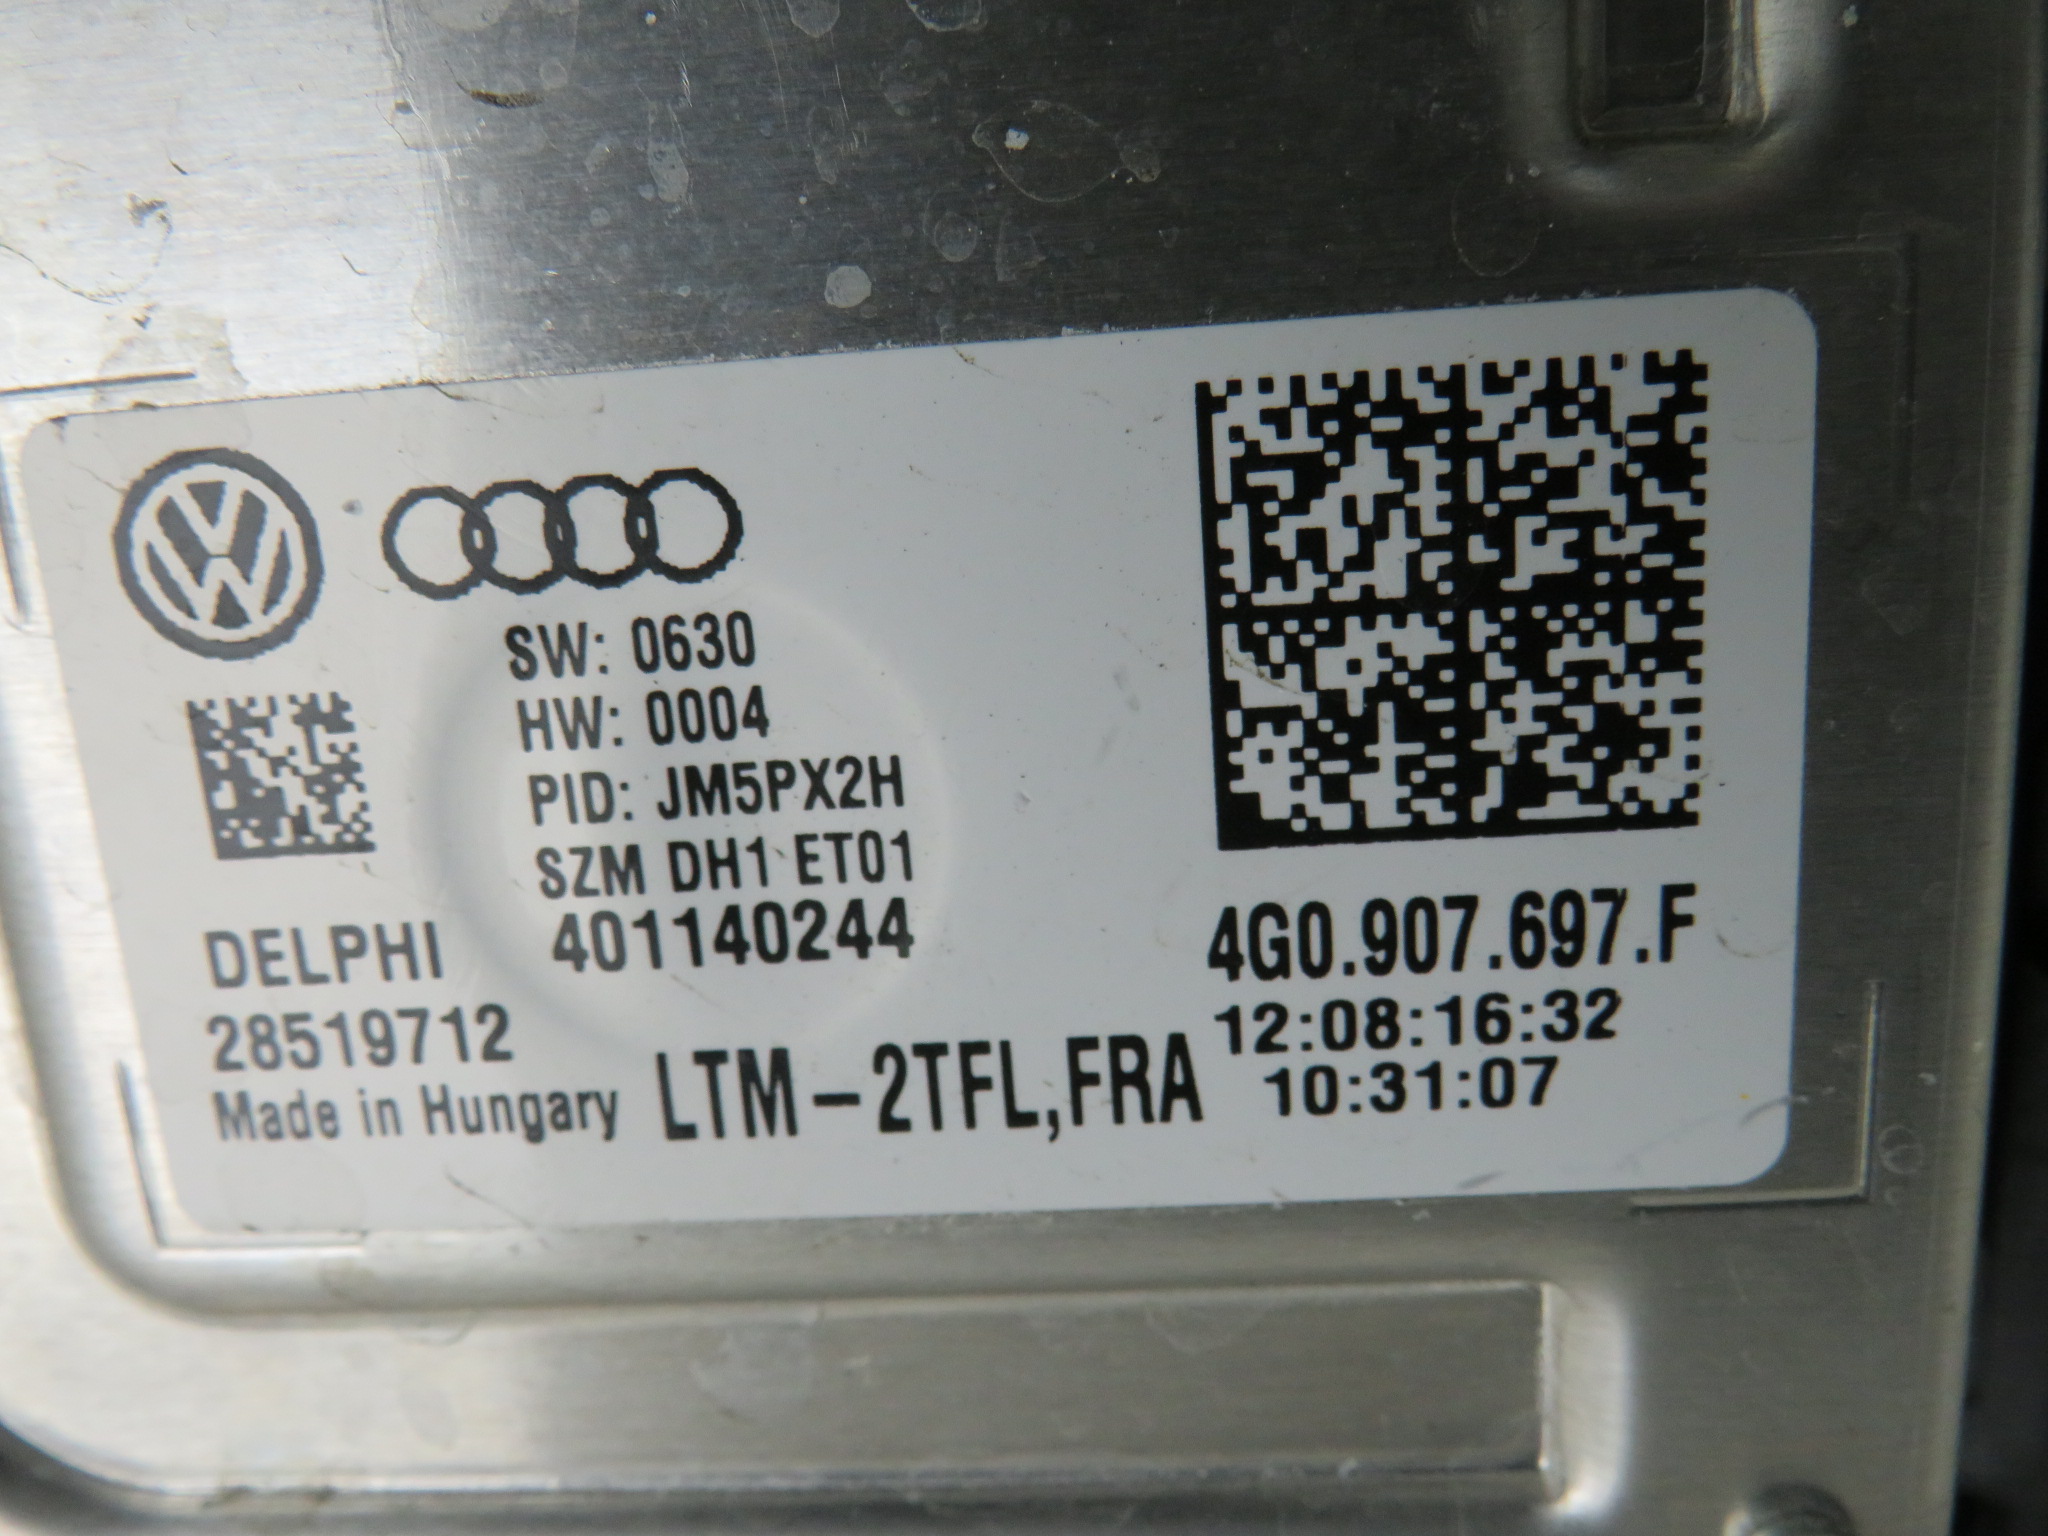 SW: 0630
HW: 0004
PID: JM5PX2H
SZM DH1 ET01
401140244
DELPHI
28519712
Made in Hungary
LTM-2TFL,FRA
4G0.907.697.F
12:08:16:32
10:31:07